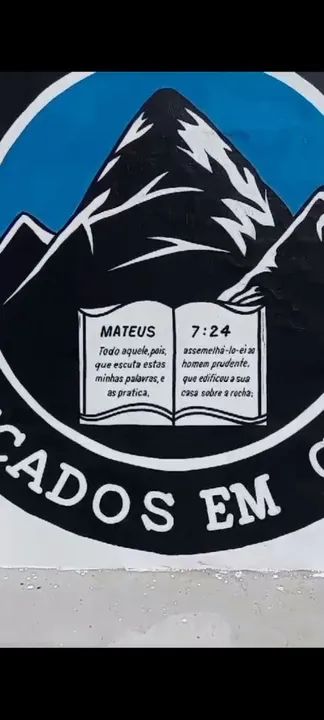 MATEUS 7:24
Todo aquele, pois,
que escuta estas
minhas palavras, e
as pratica,
assemelhá-lo-ei ao
homem prudente,
que edificou a sua
casa sobre a rocha;
CADOS EM